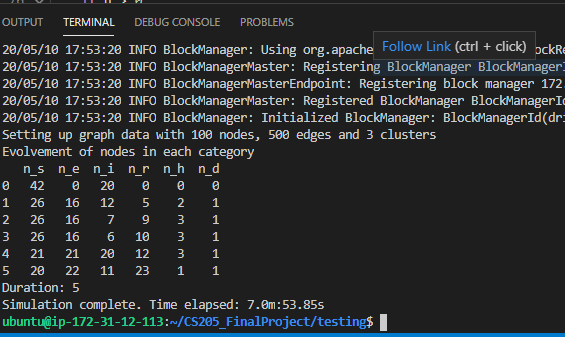 OUTPUT TERMINAL DEBUG CONSOLE PROBLEMS
Follow Link (ctrl + click)
20/05/10 17:53:20 INFO BlockManager: Using org.apache
20/05/10 17:53:20 INFO BlockManagerMaster: Registering BlockManager BlockManagerI
20/05/10 17:53:20 INFO BlockManagerMasterEndpoint: Registering block manager 172.
20/05/10 17:53:20 INFO BlockManagerMaster: Registered BlockManager BlockManagerId
20/05/10 17:53:20 INFO BlockManager: Initialized BlockManager: BlockManagerId(dri
Setting up graph data with 100 nodes, 500 edges and 3 clusters
Evolvement of nodes in each category
n_s n_e n_i n_r n_h n_d
0 42 0 20 0 0 0
1 26 16 12 5 2 1
2 26 16 7 9 3 1
3 26 16 6 10 3 1
4 21 21 20 12 3 1
5 20 22 11 23 1 1
Duration: 5
Simulation complete. Time elapsed: 7.0m:53.85s
ubuntu@ip-172-31-12-113:~/CS205_FinalProject/testing$